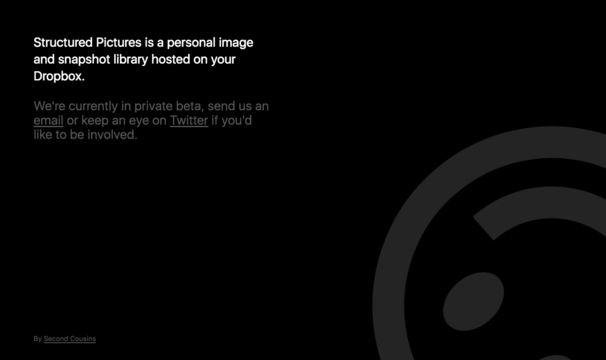 Structured Pictures is a personal image
and snapshot library hosted on your
Dropbox.
We're currently in private beta, send us an
email or keep an eye on Twitter if you'd
like to be involved.
By Second Cousins